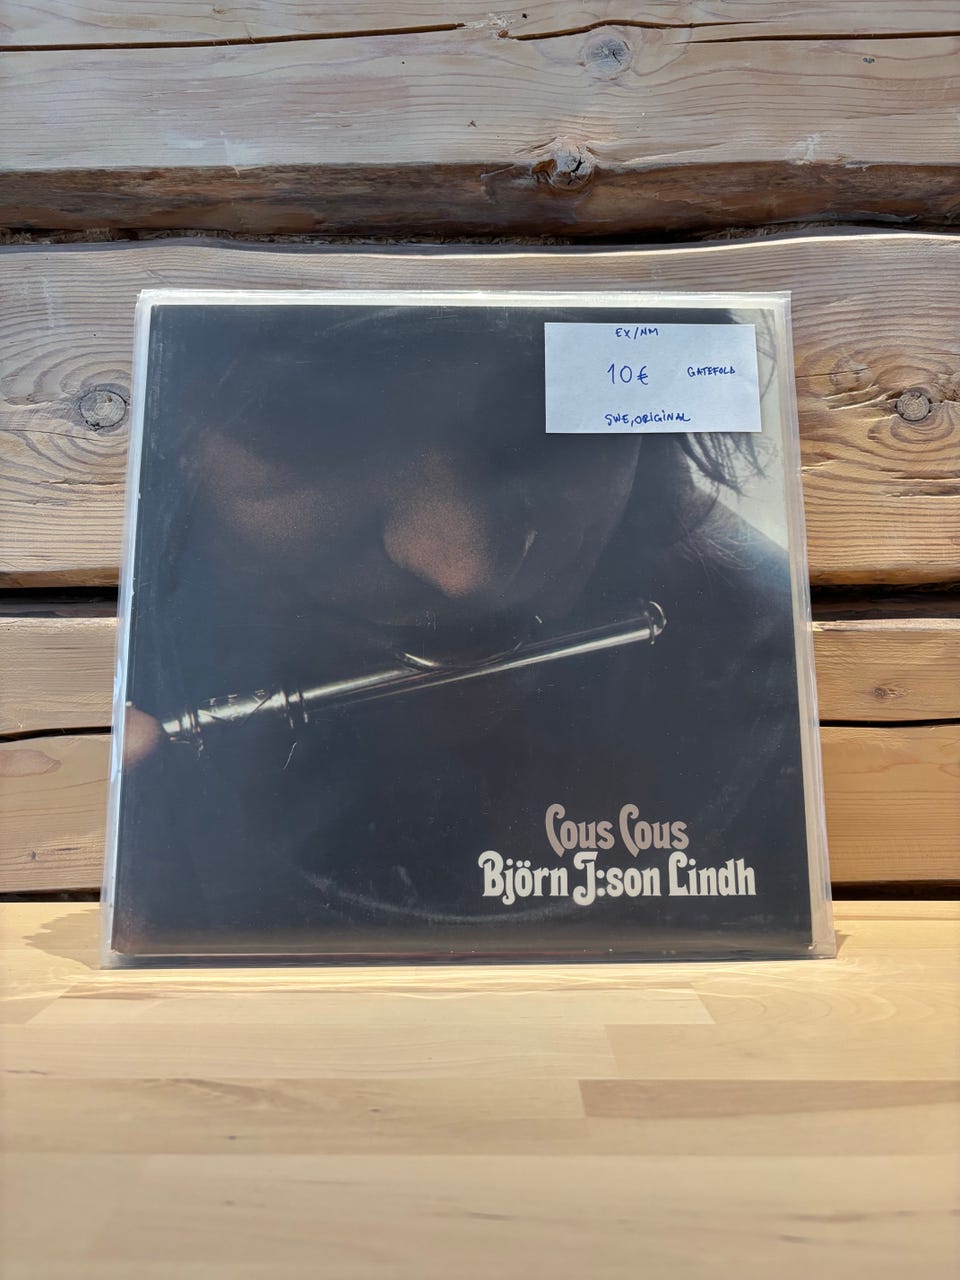 EX/NM
10€ GATEFOLD
SWE, ORIGINAL
Cous Cous
Björn J:son Lindh